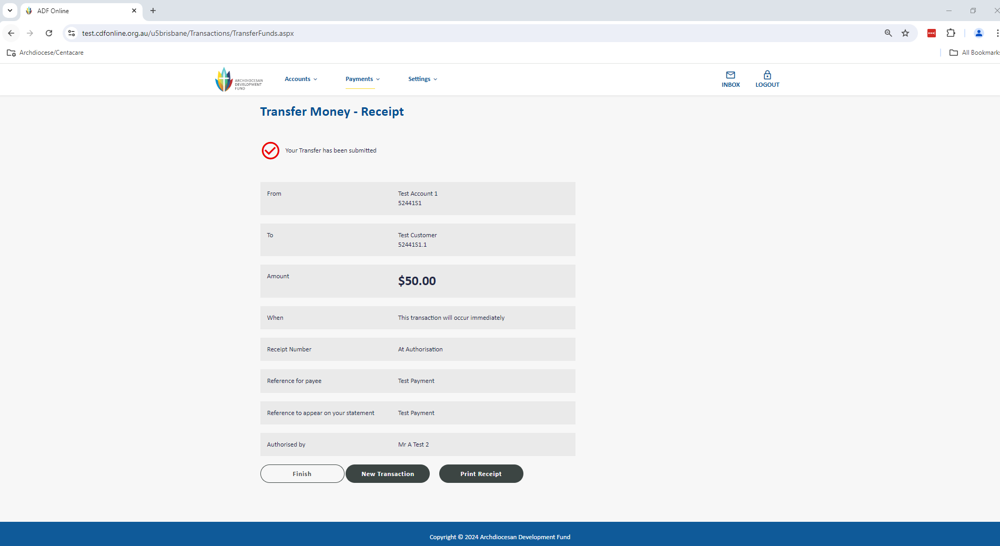 ADF Online
test.cdfonline.org.au/u5brisbane/Transactions/TransferFunds.aspx
Archdiocese/Centacare
All Bookmarks
ARCHDIOCESAN
DEVELOPMENT
FUND
Accounts
Payments
Settings
INBOX
LOGOUT
Transfer Money - Receipt
Your Transfer has been submitted
From
Test Account 1
52441S1
To
Test Customer
52441S1.1
Amount
$50.00
When
This transaction will occur immediately
Receipt Number
At Authorisation
Reference for payee
Test Payment
Reference to appear on your statement
Test Payment
Authorised by
Mr A Test 2
Finish
New Transaction
Print Receipt
Copyright © 2024 Archdiocesan Development Fund